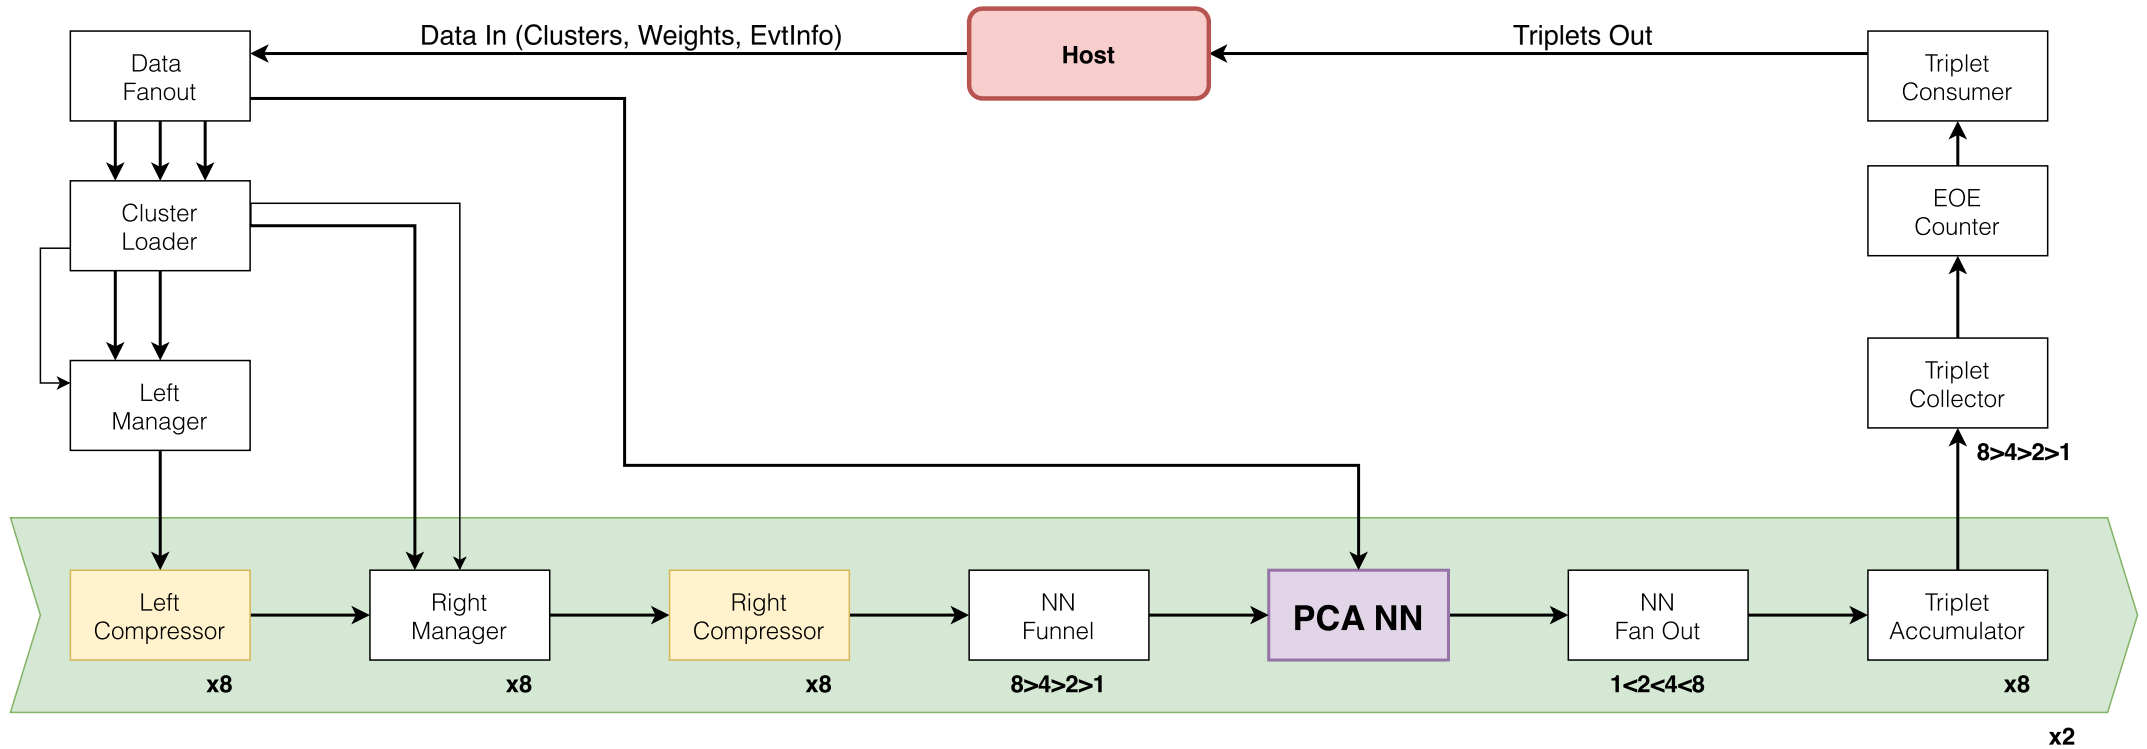 Data In (Clusters, Weights, EvtInfo)
Host
Triplets Out
Data
Fanout
Triplet
Consumer
Cluster
Loader
EOE
Counter
Left
Manager
Triplet
Collector
8>4>2>1
Left
Compressor
x8
Right
Manager
x8
Right
Compressor
x8
NN
Funnel
8>4>2>1
PCA NN
NN
Fan Out
1<2<4<8
Triplet
Accumulator
x8
x2